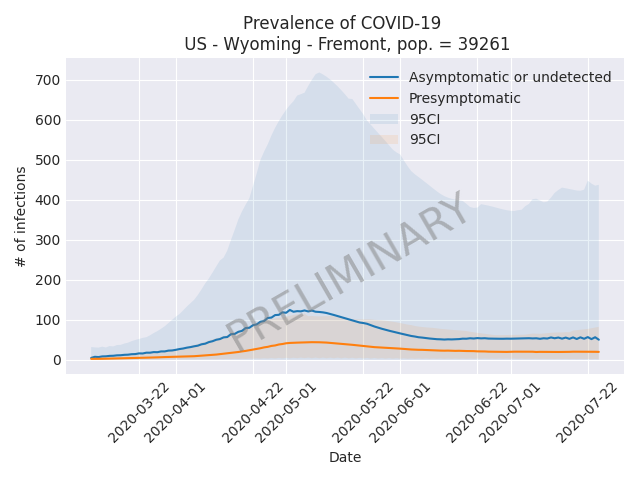 Prevalence of COVID-19
US - Wyoming - Fremont, pop. = 39261
Asymptomatic or undetected
Presymptomatic
95CI
95CI
PRELIMINARY
# of infections
700
600
500
400
300
200
100
0
2020-03-22
2020-04-01
2020-04-22
2020-05-01
2020-05-22
2020-06-01
2020-06-22
2020-07-01
2020-07-22
Date